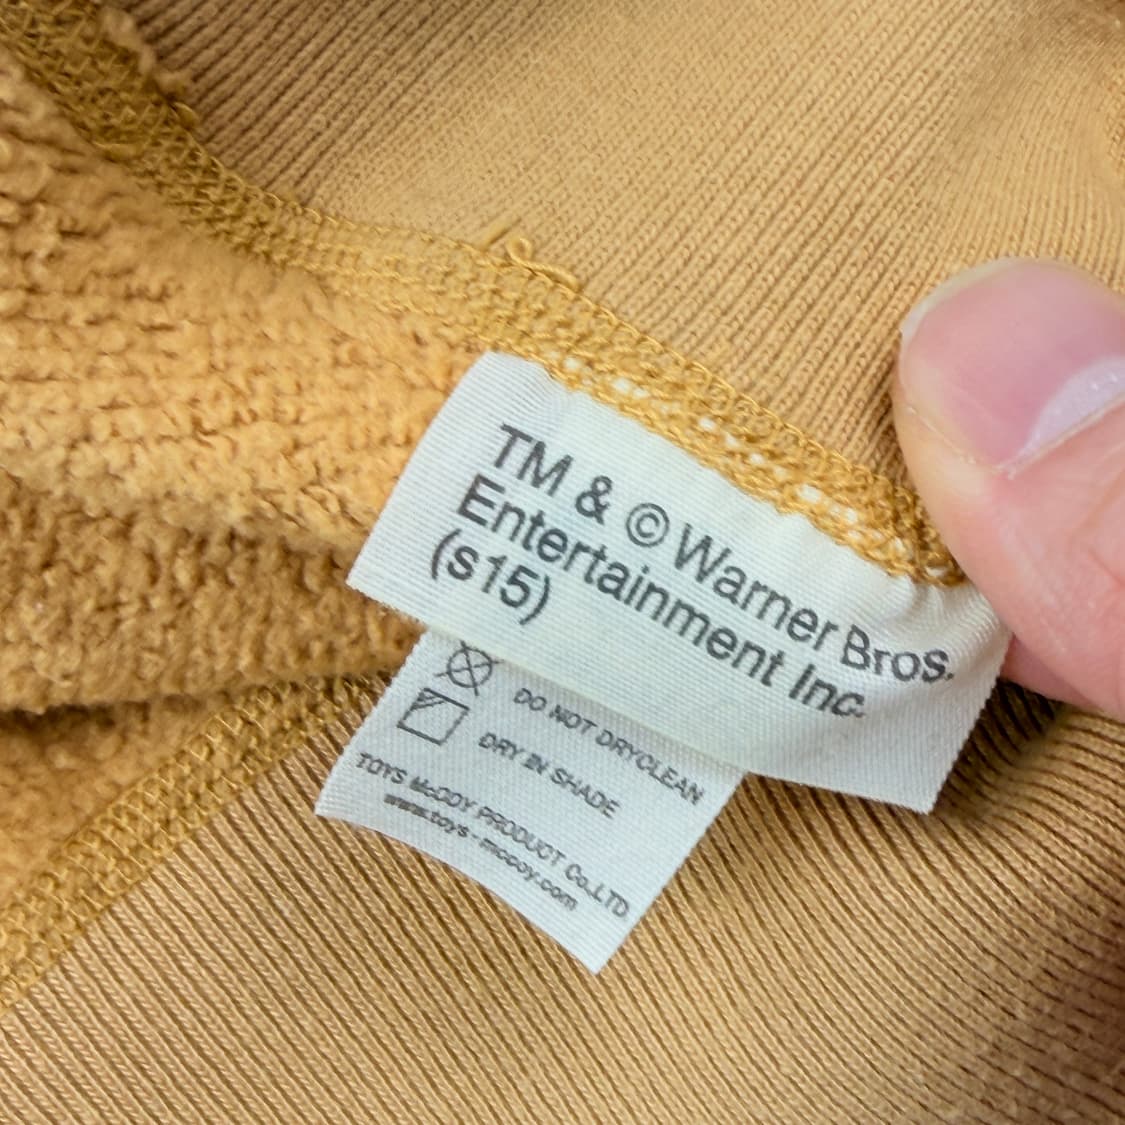 TM & © Warner Bros.
Entertainment Inc.
(s15)
DO NOT DRYCLEAN
DRY IN SHADE
TOYS McCOY PRODUCT Co.,LTD
www.toys-mccoy.com